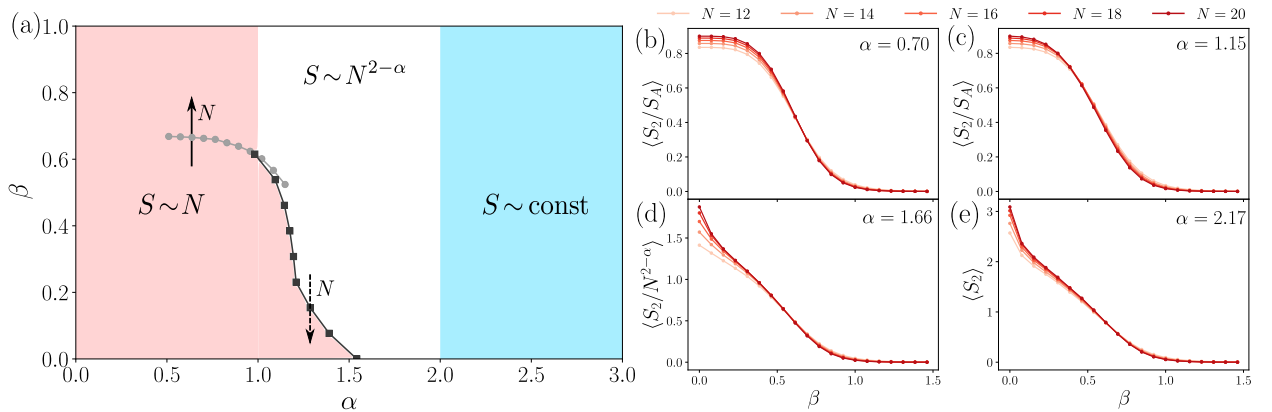 (a)
1.0
0.8
0.6
0.4
0.2
0.0
β
0.0 0.5 1.0 1.5 2.0 2.5 3.0
α
S ~ N^{2−α}
N
S ~ N
S ~ const
N
N = 12 N = 14 N = 16 N = 18 N = 20
(b)
α = 0.70
⟨S_2/S_A⟩
0.8
0.6
0.4
0.2
0.0
(c)
α = 1.15
⟨S_2/S_A⟩
0.8
0.6
0.4
0.2
0.0
(d)
α = 1.66
⟨S_2/N^{2−α}⟩
1.5
1.0
0.5
0.0
0.0 0.5 1.0 1.5
β
(e)
α = 2.17
⟨S_2⟩
3
2
1
0
0.0 0.5 1.0 1.5
β